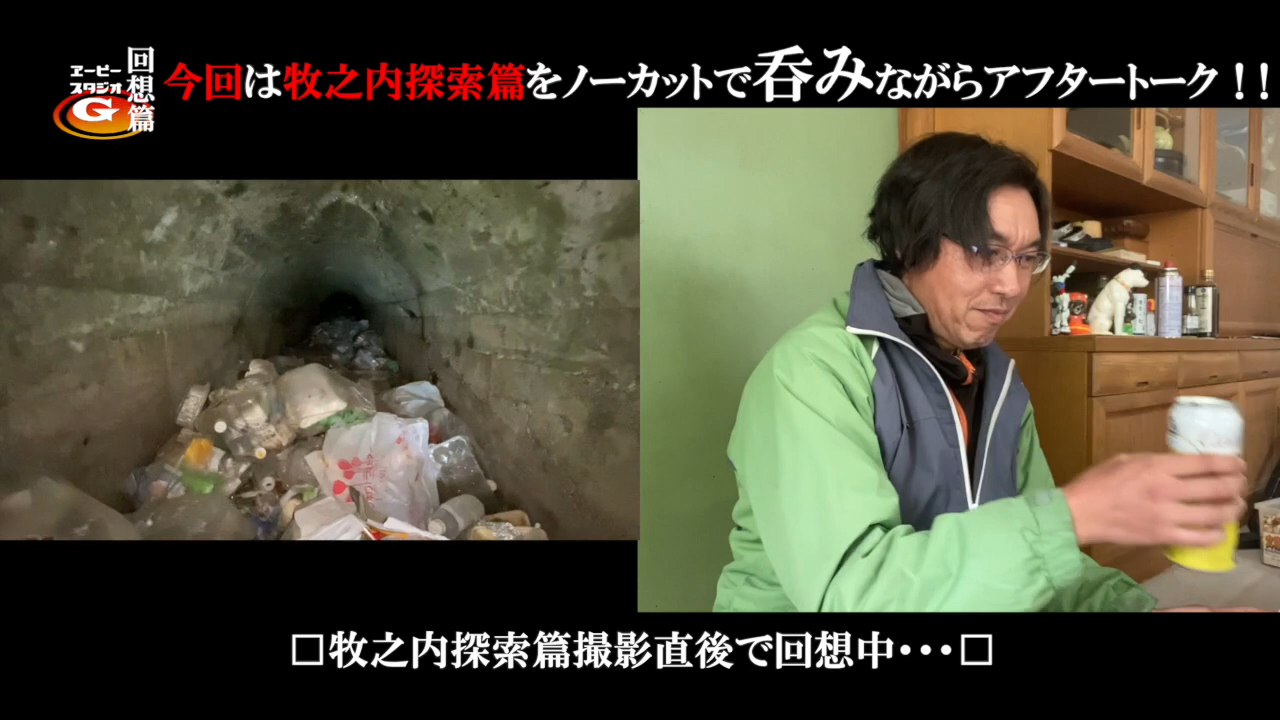 エーピー
スタジオ
G
回想篇
今回は牧之内探索篇をノーカットで呑みながらアフタートーク!!
□牧之内探索篇撮影直後で回想中・・・□